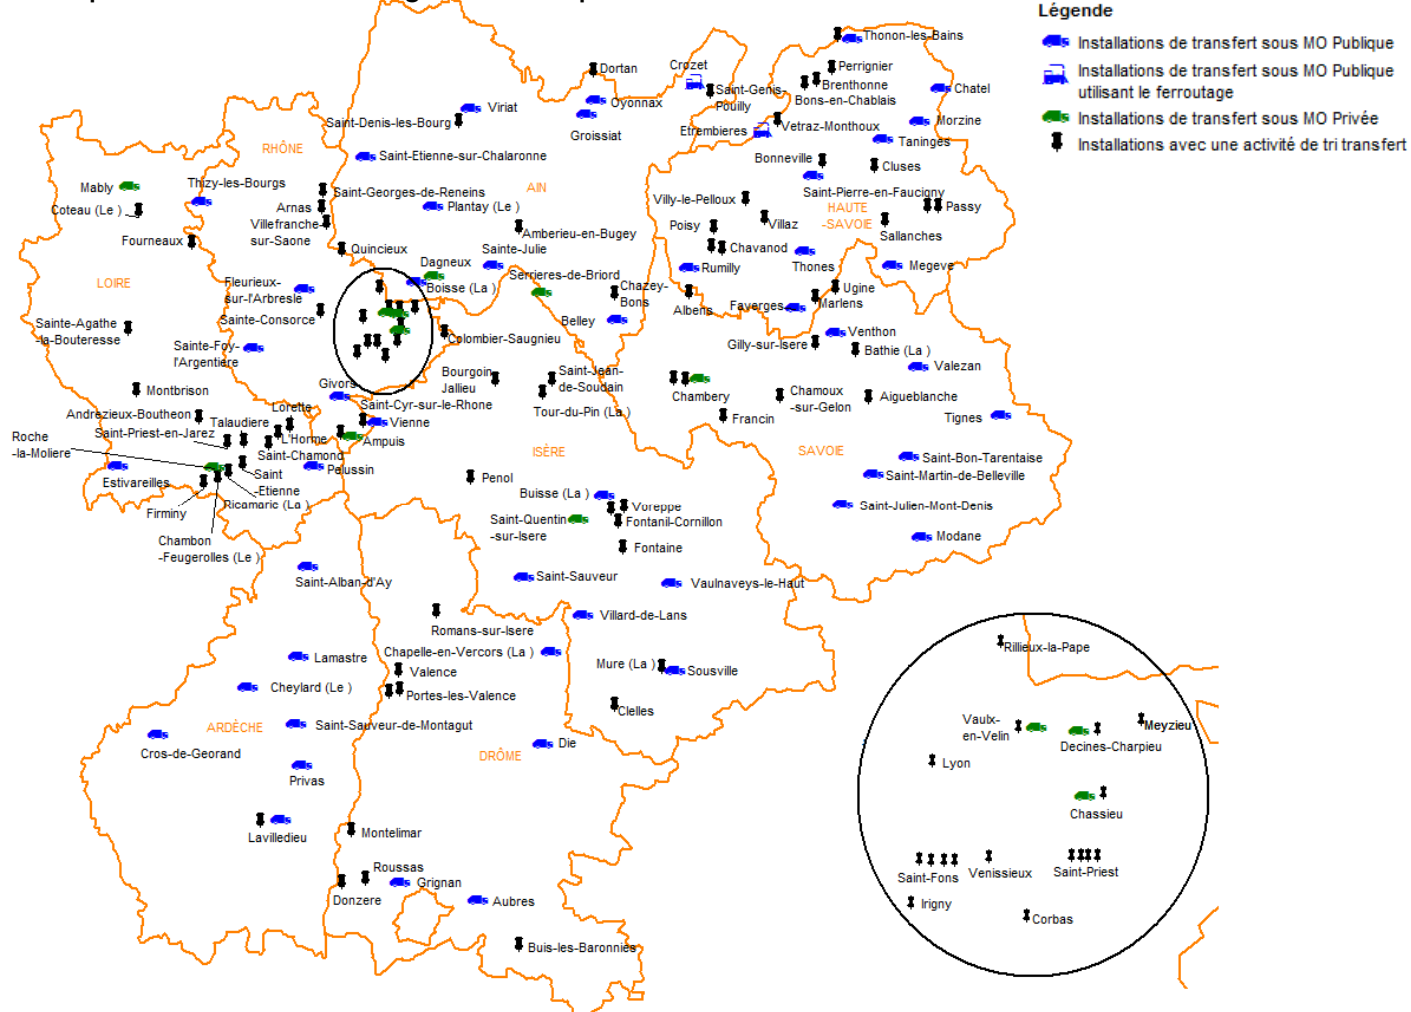 Légende
Installations de transfert sous MO Publique
Installations de transfert sous MO Publique
utilisant le ferroutage
Installations de transfert sous MO Privée
Installations avec une activité de tri transfert
Thonon-les-Bains
Dortan
Crozet
Perrignier
Brenthonne
Bons-en-Chablais
Chatel
Saint-Genis-
Pouilly
Viriat
Oyonnax
Groissiat
Saint-Denis-les-Bourg
Etrembieres
Vetraz-Monthoux
Morzine
Taninges
RHÔNE
Saint-Etienne-sur-Chalaronne
Bonneville
Cluses
Mably
Thizy-les-Bourgs
Saint-Georges-de-Reneins
AIN
Saint-Pierre-en-Faucigny
Coteau (Le )
Arnas
Plantay (Le )
Villy-le-Pelloux
HAUTE
-SAVOIE
Passy
Villefranche-
sur-Saone
Villaz
Poisy
Sallanches
Fourneaux
Quincieux
Amberieu-en-Bugey
Sainte-Julie
Chavanod
Dagneux
Rumilly
Thones
Megeve
LOIRE
Fleurieux-
sur-l'Arbresle
Boisse (La )
Serrieres-de-Briord
Chazey-
Bons
Ugine
Marlens
Albens
Faverges
Sainte-Consorce
Belley
Sainte-Agathe
-la-Bouteresse
Colombier-Saugnieu
Venthon
Gilly-sur-Isere
Bathie (La )
Sainte-Foy-
l'Argentiere
Valezan
Bourgoin
Jallieu
Saint-Jean-
de-Soudain
Montbrison
Givors
Chambery
Chamoux
-sur-Gelon
Aigueblanche
Saint-Cyr-sur-le-Rhone
Tour-du-Pin (La )
Francin
Tignes
Andrezieux-Boutheon
Lorette
Talaudiere
Vienne
Saint-Priest-en-Jarez
L'Horme
Ampuis
Roche
-la-Moliere
Saint-Chamond
ISÈRE
SAVOIE
Saint-Bon-Tarentaise
Pelussin
Saint-Martin-de-Belleville
Estivareilles
Saint
-Etienne
Penol
Buisse (La )
Ricamarie (La )
Voreppe
Saint-Julien-Mont-Denis
Firminy
Saint-Quentin
-sur-Isere
Fontanil-Cornillon
Chambon
-Feugerolles (Le )
Modane
Fontaine
Saint-Alban-d'Ay
Saint-Sauveur
Vaulnaveys-le-Haut
Villard-de-Lans
Romans-sur-Isere
Rillieux-la-Pape
Lamastre
Chapelle-en-Vercors (La )
Mure (La )
Sousville
Valence
Cheylard (Le )
Portes-les-Valence
Clelles
ARDÈCHE
Saint-Sauveur-de-Montagut
Vaulx-
en-Velin
Meyzieu
Decines-Charpieu
Cros-de-Georand
Die
DRÔME
Lyon
Privas
Chassieu
Lavilledieu
Montelimar
Roussas
Grignan
Saint-Fons
Venissieux
Saint-Priest
Donzere
Aubres
Irigny
Corbas
Buis-les-Baronnies